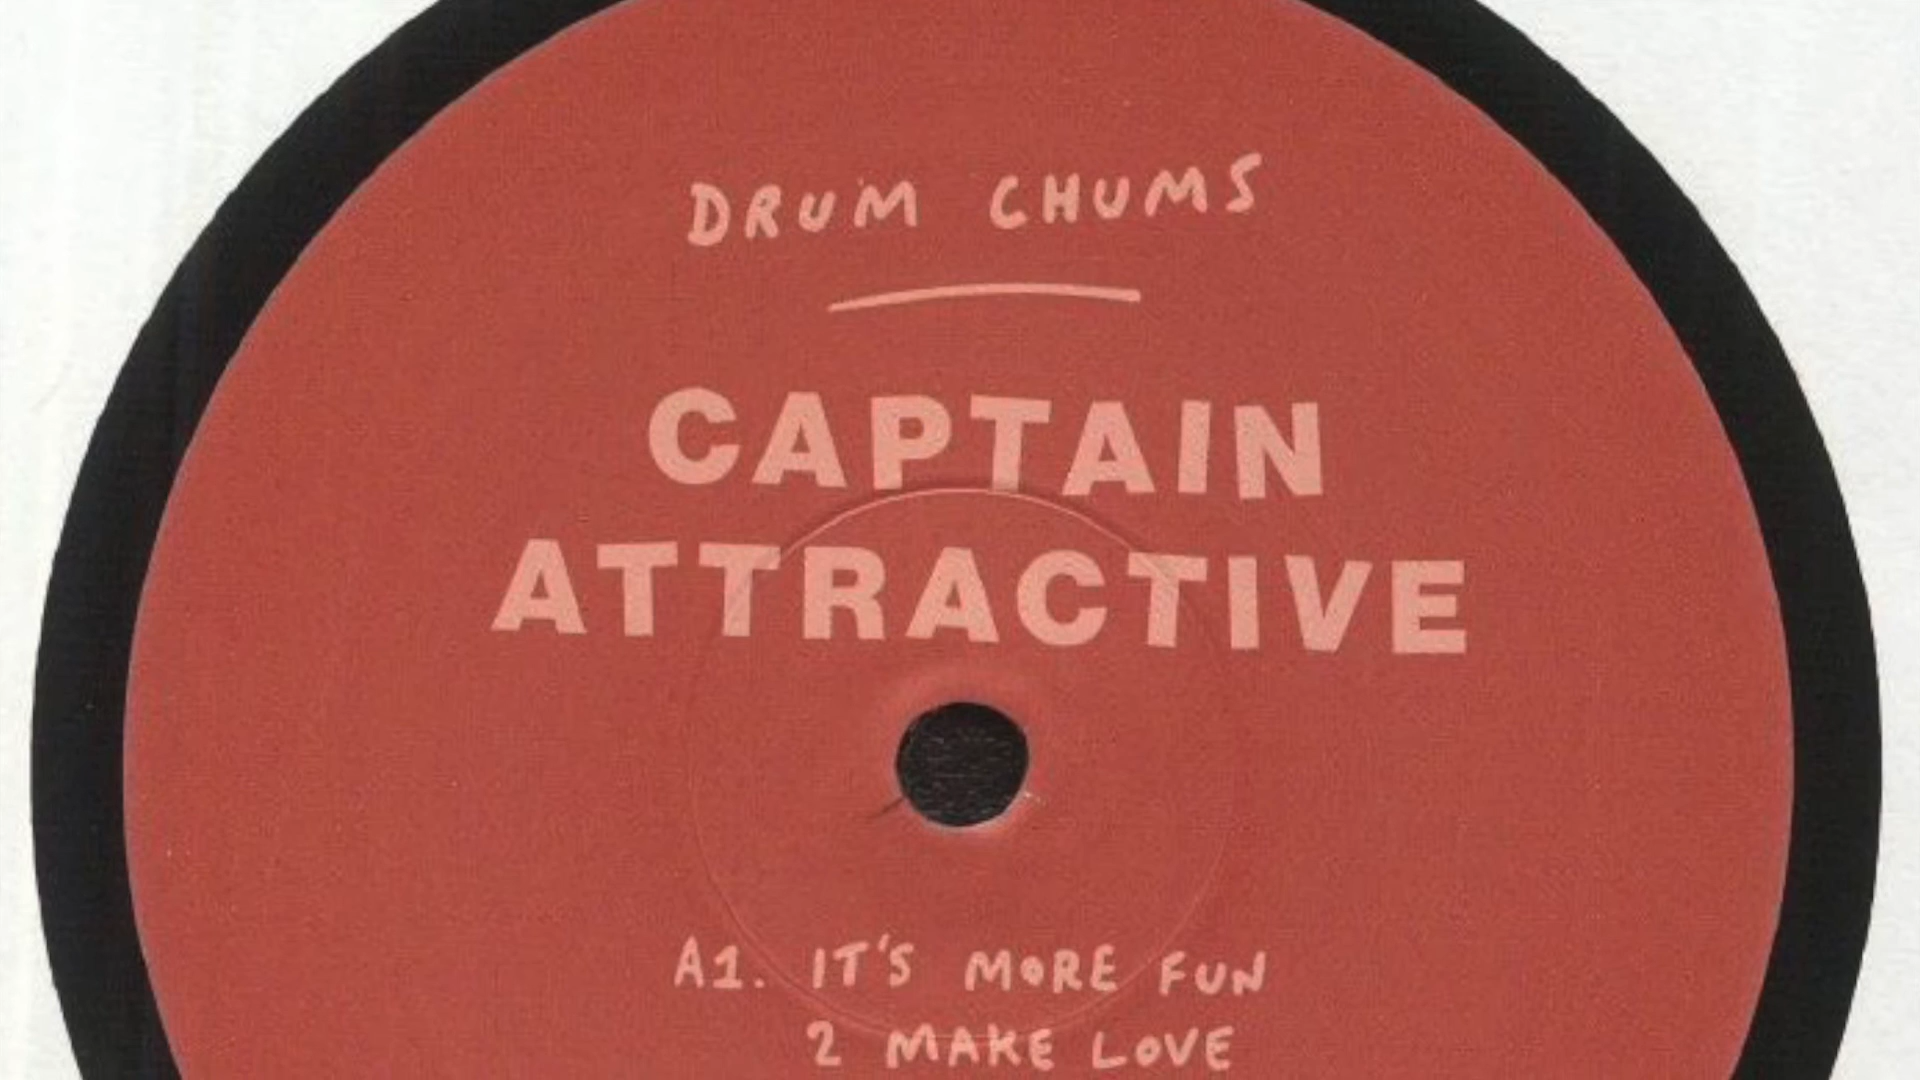 DRUM CHUMS
CAPTAIN
ATTRACTIVE
A1. IT'S MORE FUN
2 MAKE LOVE